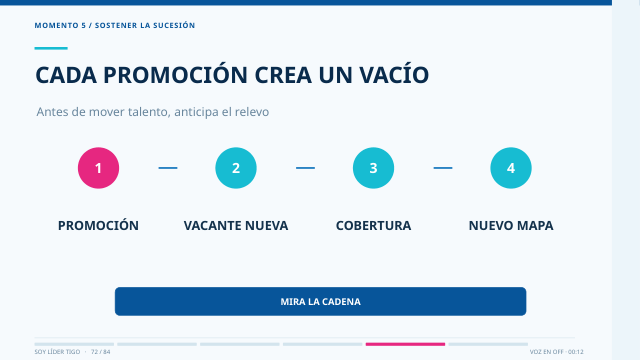 MOMENTO 5 / SOSTENER LA SUCESIÓN
CADA PROMOCIÓN CREA UN VACÍO
Antes de mover talento, anticipa el relevo
1 2 3 4
PROMOCIÓN VACANTE NUEVA COBERTURA NUEVO MAPA
MIRA LA CADENA
SOY LÍDER TIGO · 72 / 84 VOZ EN OFF · 00:12